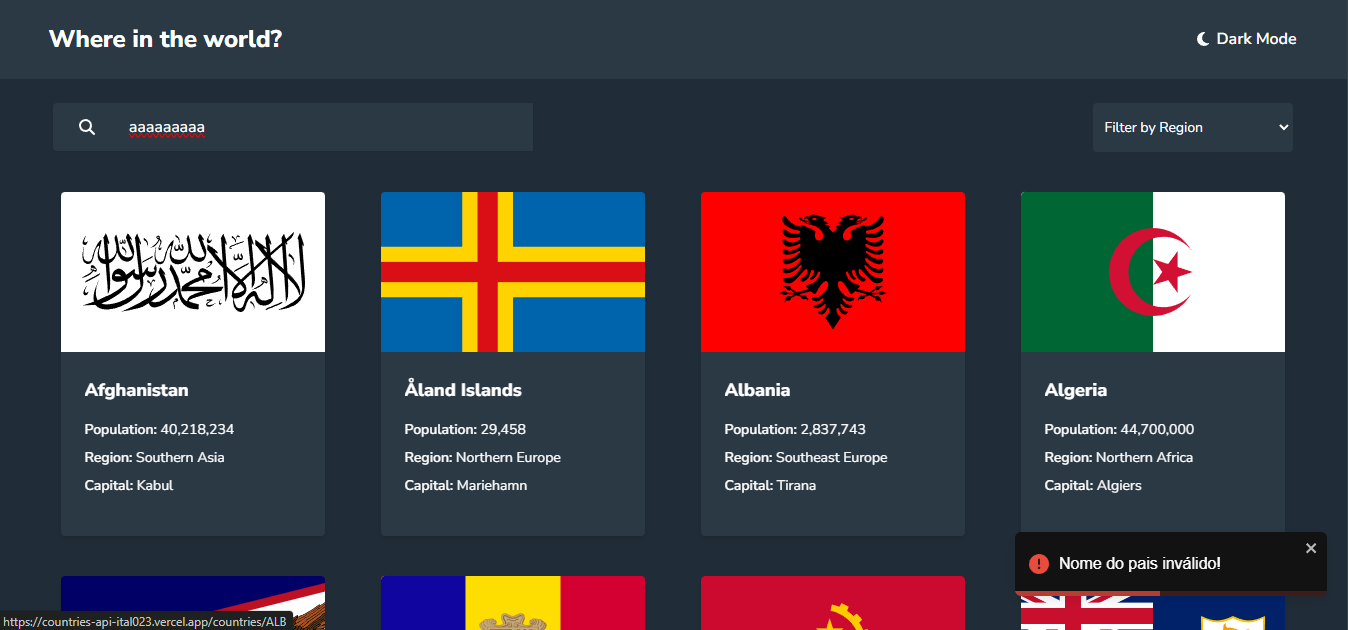 Where in the world?
Dark Mode
aaaaaaaaa
Filter by Region
لا إله إلا الله محمد رسول الله
Afghanistan
Population: 40,218,234
Region: Southern Asia
Capital: Kabul
Åland Islands
Population: 29,458
Region: Northern Europe
Capital: Mariehamn
Albania
Population: 2,837,743
Region: Southeast Europe
Capital: Tirana
Algeria
Population: 44,700,000
Region: Northern Africa
Capital: Algiers
Nome do pais inválido!
https://countries-api-ital023.vercel.app/countries/ALB